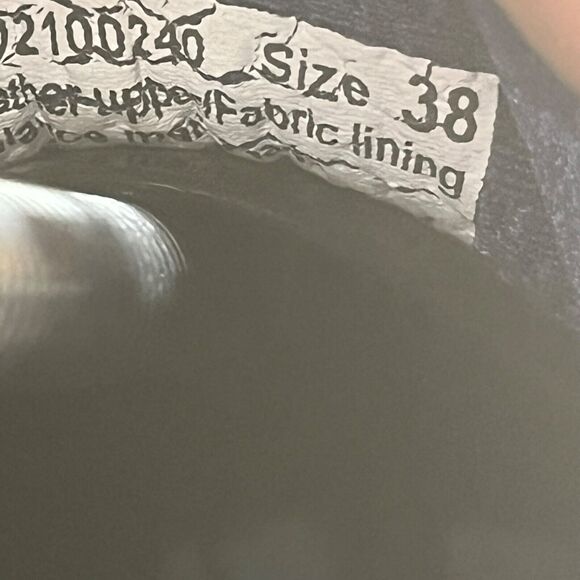 02100240 Size 38
ather upper/Fabric lining